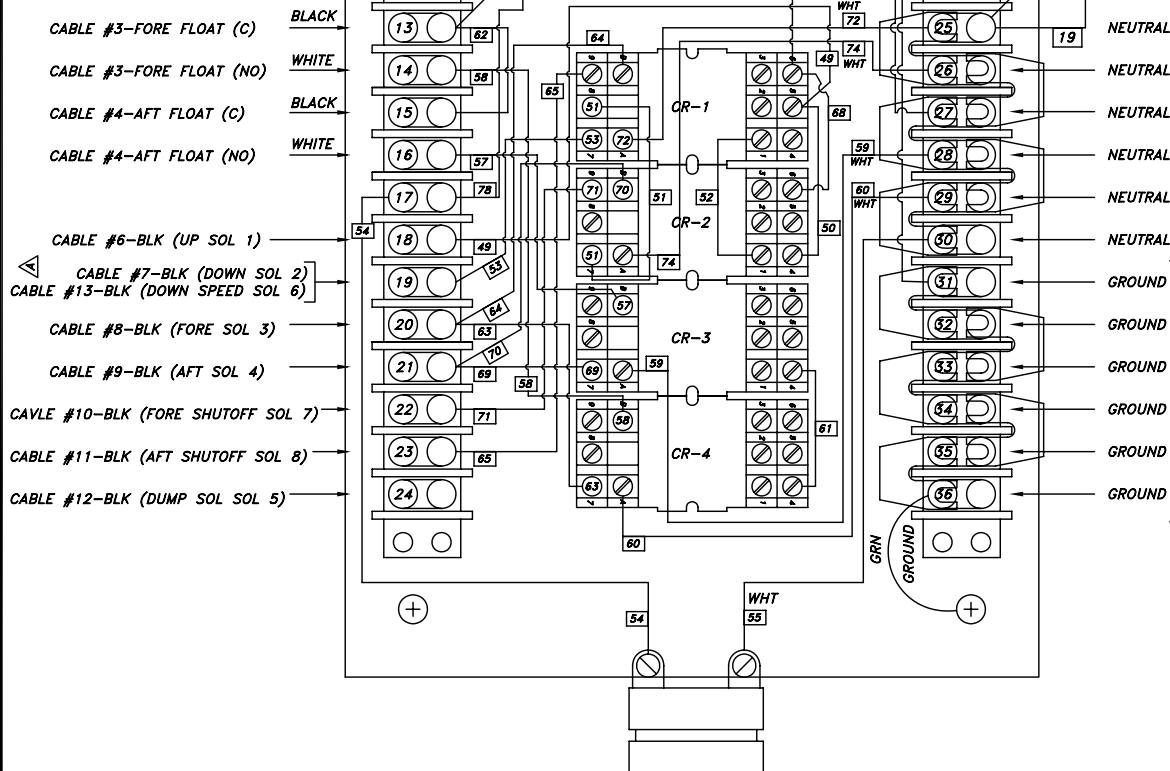 CABLE #3-FORE FLOAT (C)
BLACK
CABLE #3-FORE FLOAT (NO)
WHITE
CABLE #4-AFT FLOAT (C)
BLACK
CABLE #4-AFT FLOAT (NO)
WHITE
CABLE #6-BLK (UP SOL 1)
A
CABLE #7-BLK (DOWN SOL 2)
CABLE #13-BLK (DOWN SPEED SOL 6)
CABLE #8-BLK (FORE SOL 3)
CABLE #9-BLK (AFT SOL 4)
CAVLE #10-BLK (FORE SHUTOFF SOL 7)
CABLE #11-BLK (AFT SHUTOFF SOL 8)
CABLE #12-BLK (DUMP SOL SOL 5)
13
14
15
16
17
18
19
20
21
22
23
24
62
58
57
78
49
53
64
63
70
69
71
65
54
64
65
58
51
53
72
CR-1
71
70
51
CR-2
57
CR-3
69
58
CR-4
63
51
52
74
59
60
61
50
68
49
WHT
72
74
WHT
59
WHT
60
WHT
19
25
26
27
28
29
30
31
32
33
34
35
36
NEUTRAL
NEUTRAL
NEUTRAL
NEUTRAL
NEUTRAL
NEUTRAL
GROUND
GROUND
GROUND
GROUND
GROUND
GROUND
GRN
GROUND
54
WHT
55